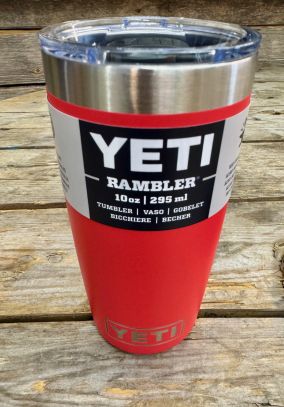 YETI
RAMBLER®
10oz | 295 ml
TUMBLER | VASO | GOBELET
BICCHIERE | BECHER
YETI